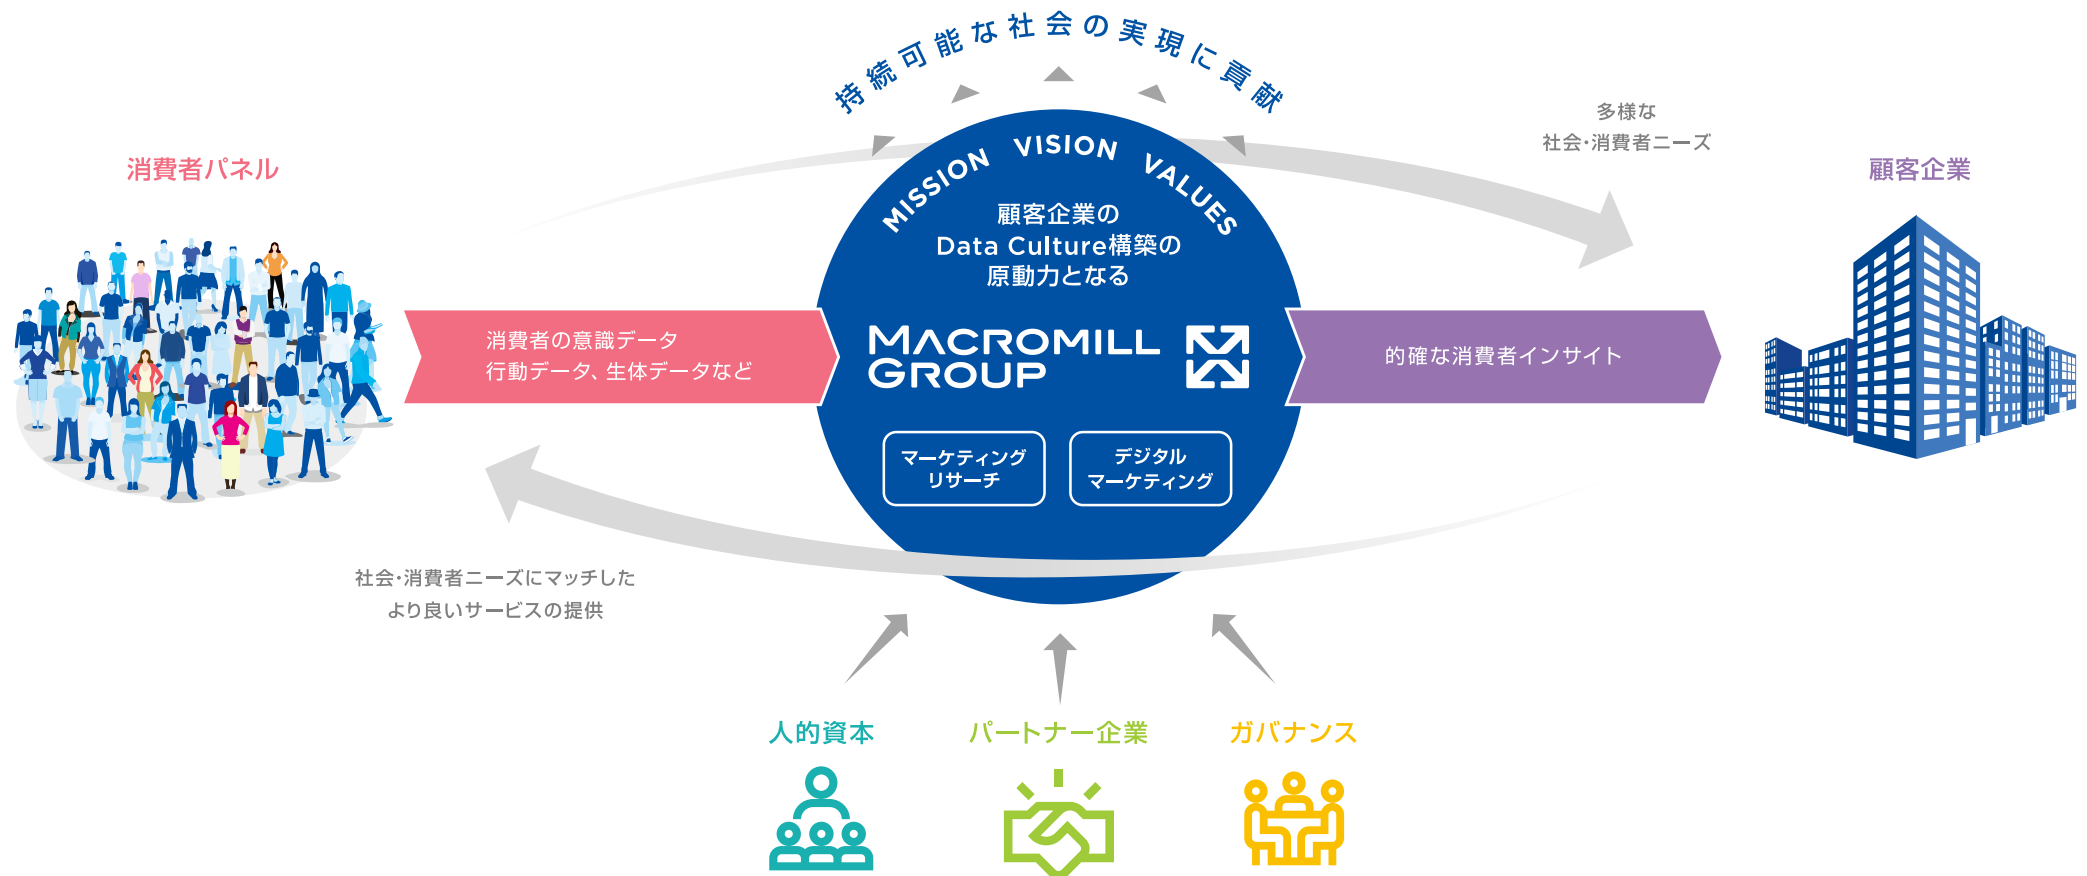 持続可能な社会の実現に貢献
多様な
社会・消費者ニーズ
消費者パネル
顧客企業
MISSION VISION VALUES
顧客企業の
Data Culture構築の
原動力となる
消費者の意識データ
行動データ、生体データなど
MACROMILL
GROUP
的確な消費者インサイト
マーケティング
リサーチ
デジタル
マーケティング
社会・消費者ニーズにマッチした
より良いサービスの提供
人的資本
パートナー企業
ガバナンス